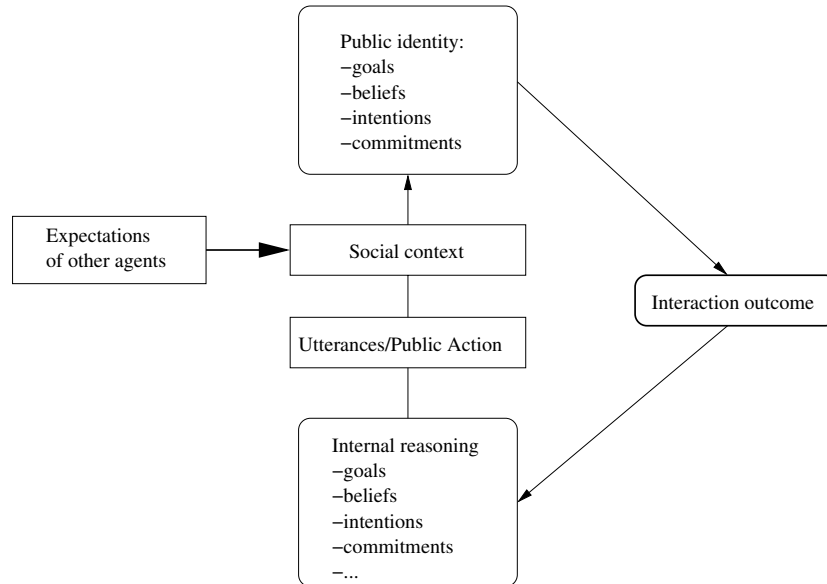 Public identity:
−goals
−beliefs
−intentions
−commitments
Expectations
of other agents
Social context
Interaction outcome
Utterances/Public Action
Internal reasoning
−goals
−beliefs
−intentions
−commitments
−...